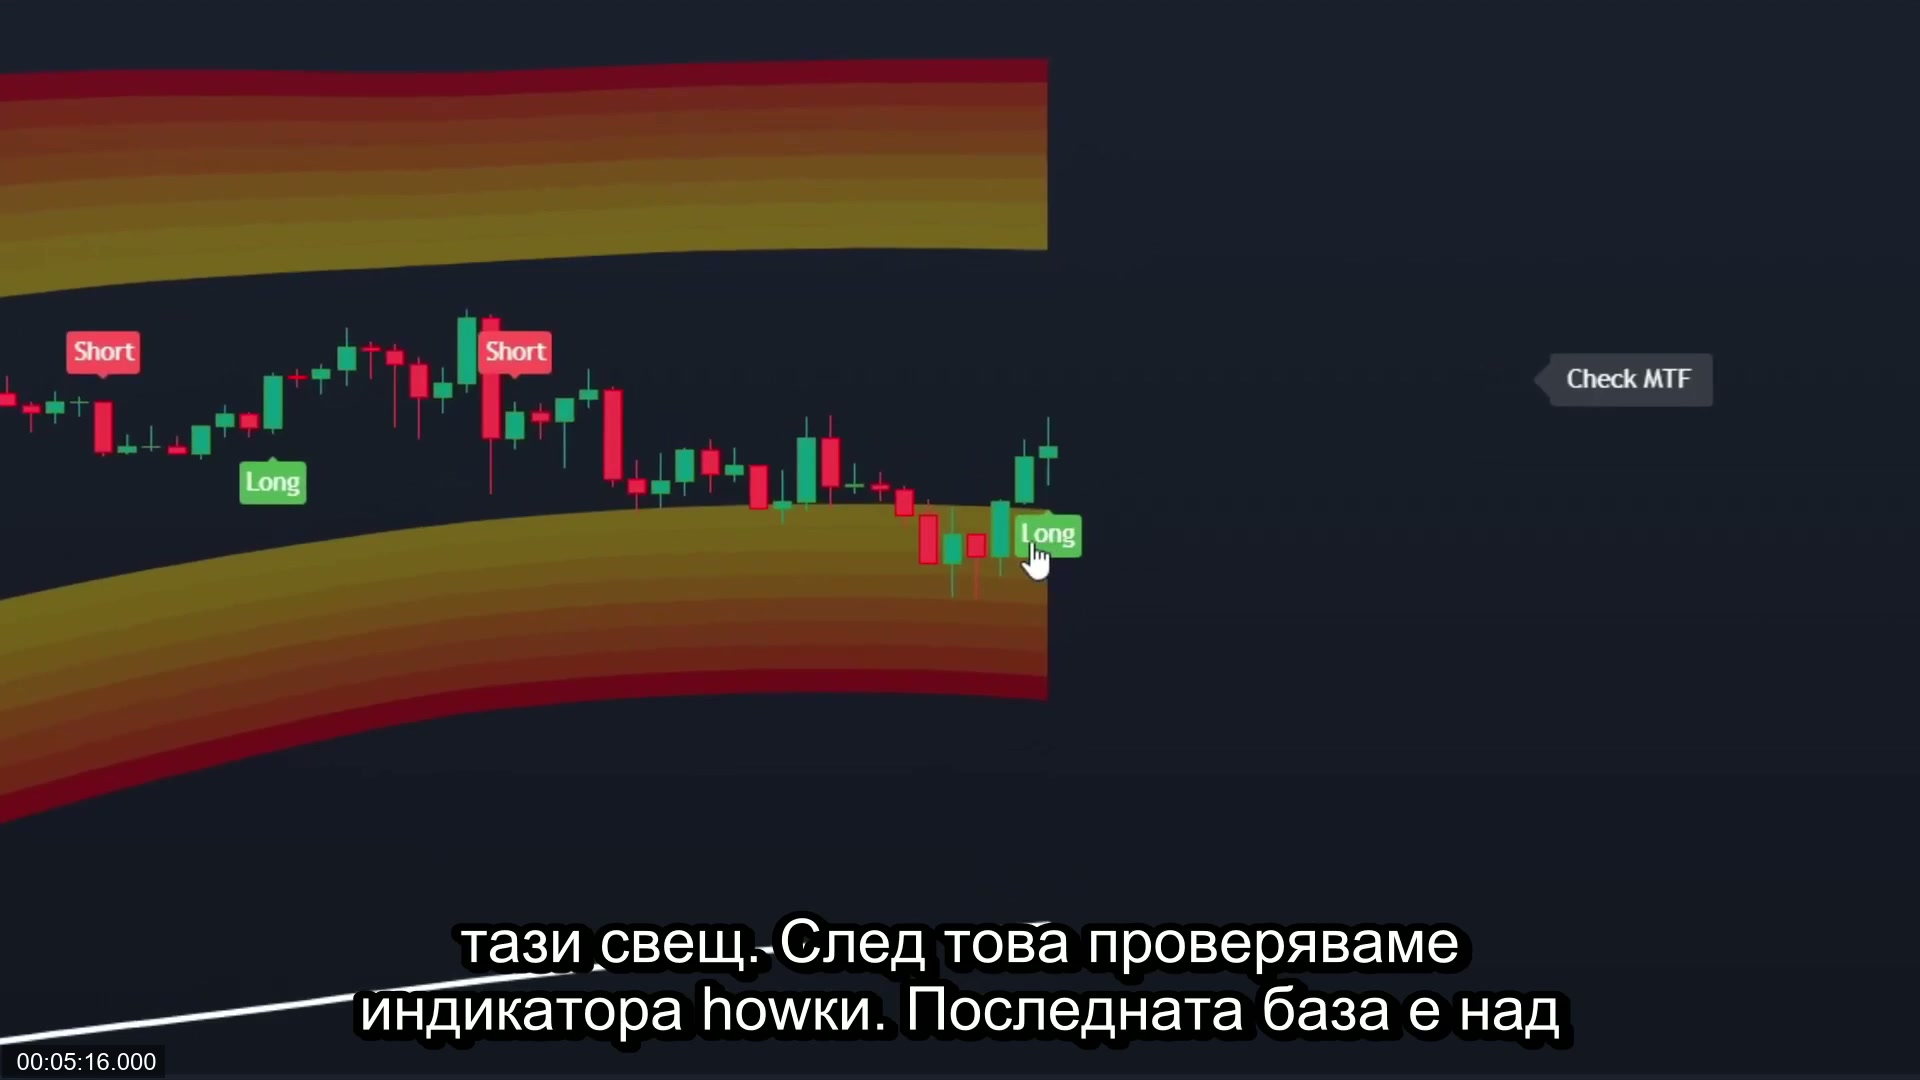 Short
Short
Check MTF
Long
Long
тази свещ. След това проверяваме
индикатора howки. Последната база е над
00:05:16.000